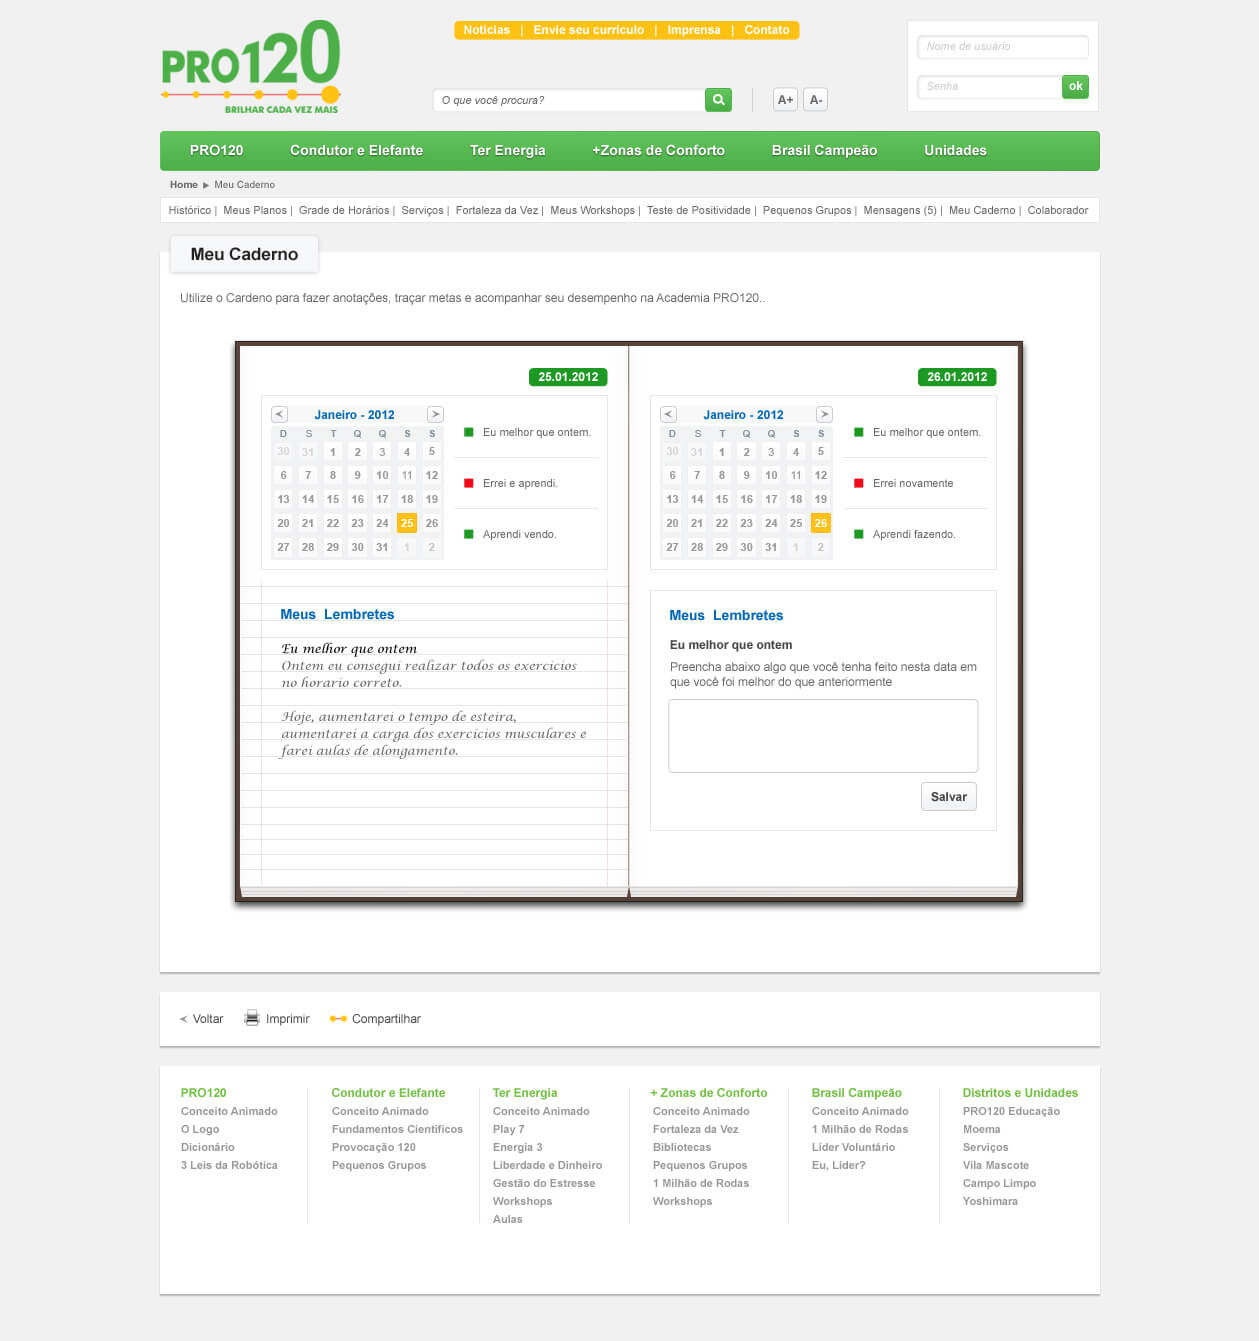 PRO120
BRILHAR CADA VEZ MAIS
Noticias | Envie seu curriculo | Imprensa | Contato
O que você procura?
A+ A-
Nome de usuário
Senha
ok
PRO120 Condutor e Elefante Ter Energia +Zonas de Conforto Brasil Campeão Unidades
Home Meu Caderno
Histórico | Meus Planos | Grade de Horários | Serviços | Fortaleza da Vez | Meus Workshops | Teste de Positividade | Pequenos Grupos | Mensagens (5) | Meu Caderno | Colaborador
Meu Caderno
Utilize o Cardeno para fazer anotações, traçar metas e acompanhar seu desempenho na Academia PRO120..
25.01.2012
< Janeiro - 2012 >
D S T Q Q S S
30 31 1 2 3 4 5
6 7 8 9 10 11 12
13 14 15 16 17 18 19
20 21 22 23 24 25 26
27 28 29 30 31 1 2
Eu melhor que ontem.
Errei e aprendi.
Aprendi vendo.
Meus Lembretes
Eu melhor que ontem
Ontem eu consegui realizar todos os exercicios
no horario correto.
Hoje, aumentarei o tempo de esteira,
aumentarei a carga dos exercicios musculares e
farei aulas de alongamento.
26.01.2012
< Janeiro - 2012 >
D S T Q Q S S
30 31 1 2 3 4 5
6 7 8 9 10 11 12
13 14 15 16 17 18 19
20 21 22 23 24 25 26
27 28 29 30 31 1 2
Eu melhor que ontem.
Errei novamente
Aprendi fazendo.
Meus Lembretes
Eu melhor que ontem
Preencha abaixo algo que você tenha feito nesta data em
que você foi melhor do que anteriormente
Salvar
< Voltar Imprimir Compartilhar
PRO120
Conceito Animado
O Logo
Dicionário
3 Leis da Robótica
Condutor e Elefante
Conceito Animado
Fundamentos Cientificos
Provocação 120
Pequenos Grupos
Ter Energia
Conceito Animado
Play 7
Energia 3
Liberdade e Dinheiro
Gestão do Estresse
Workshops
Aulas
+ Zonas de Conforto
Conceito Animado
Fortaleza da Vez
Bibliotecas
Pequenos Grupos
1 Milhão de Rodas
Workshops
Brasil Campeão
Conceito Animado
1 Milhão de Rodas
Lider Voluntário
Eu, Lider?
Distritos e Unidades
PRO120 Educação
Moema
Serviços
Vila Mascote
Campo Limpo
Yoshimara